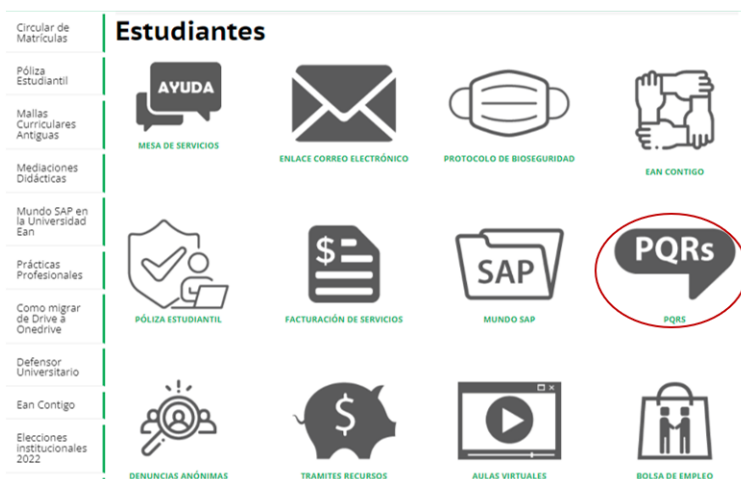 Circular de
Matrículas
Póliza
Estudiantil
Mallas
Curriculares
Antiguas
Mediaciones
Didácticas
Mundo SAP en
la Universidad
Ean
Prácticas
Profesionales
Como migrar
de Drive a
Onedrive
Defensor
Universitario
Ean Contigo
Elecciones
institucionales
2022
Estudiantes
AYUDA
MESA DE SERVICIOS
ENLACE CORREO ELECTRÓNICO
PROTOCOLO DE BIOSEGURIDAD
EAN CONTIGO
PÓLIZA ESTUDIANTIL
$
FACTURACIÓN DE SERVICIOS
SAP
MUNDO SAP
PQRs
PQRS
DENUNCIAS ANÓNIMAS
$
TRAMITES RECURSOS
AULAS VIRTUALES
BOLSA DE EMPLEO